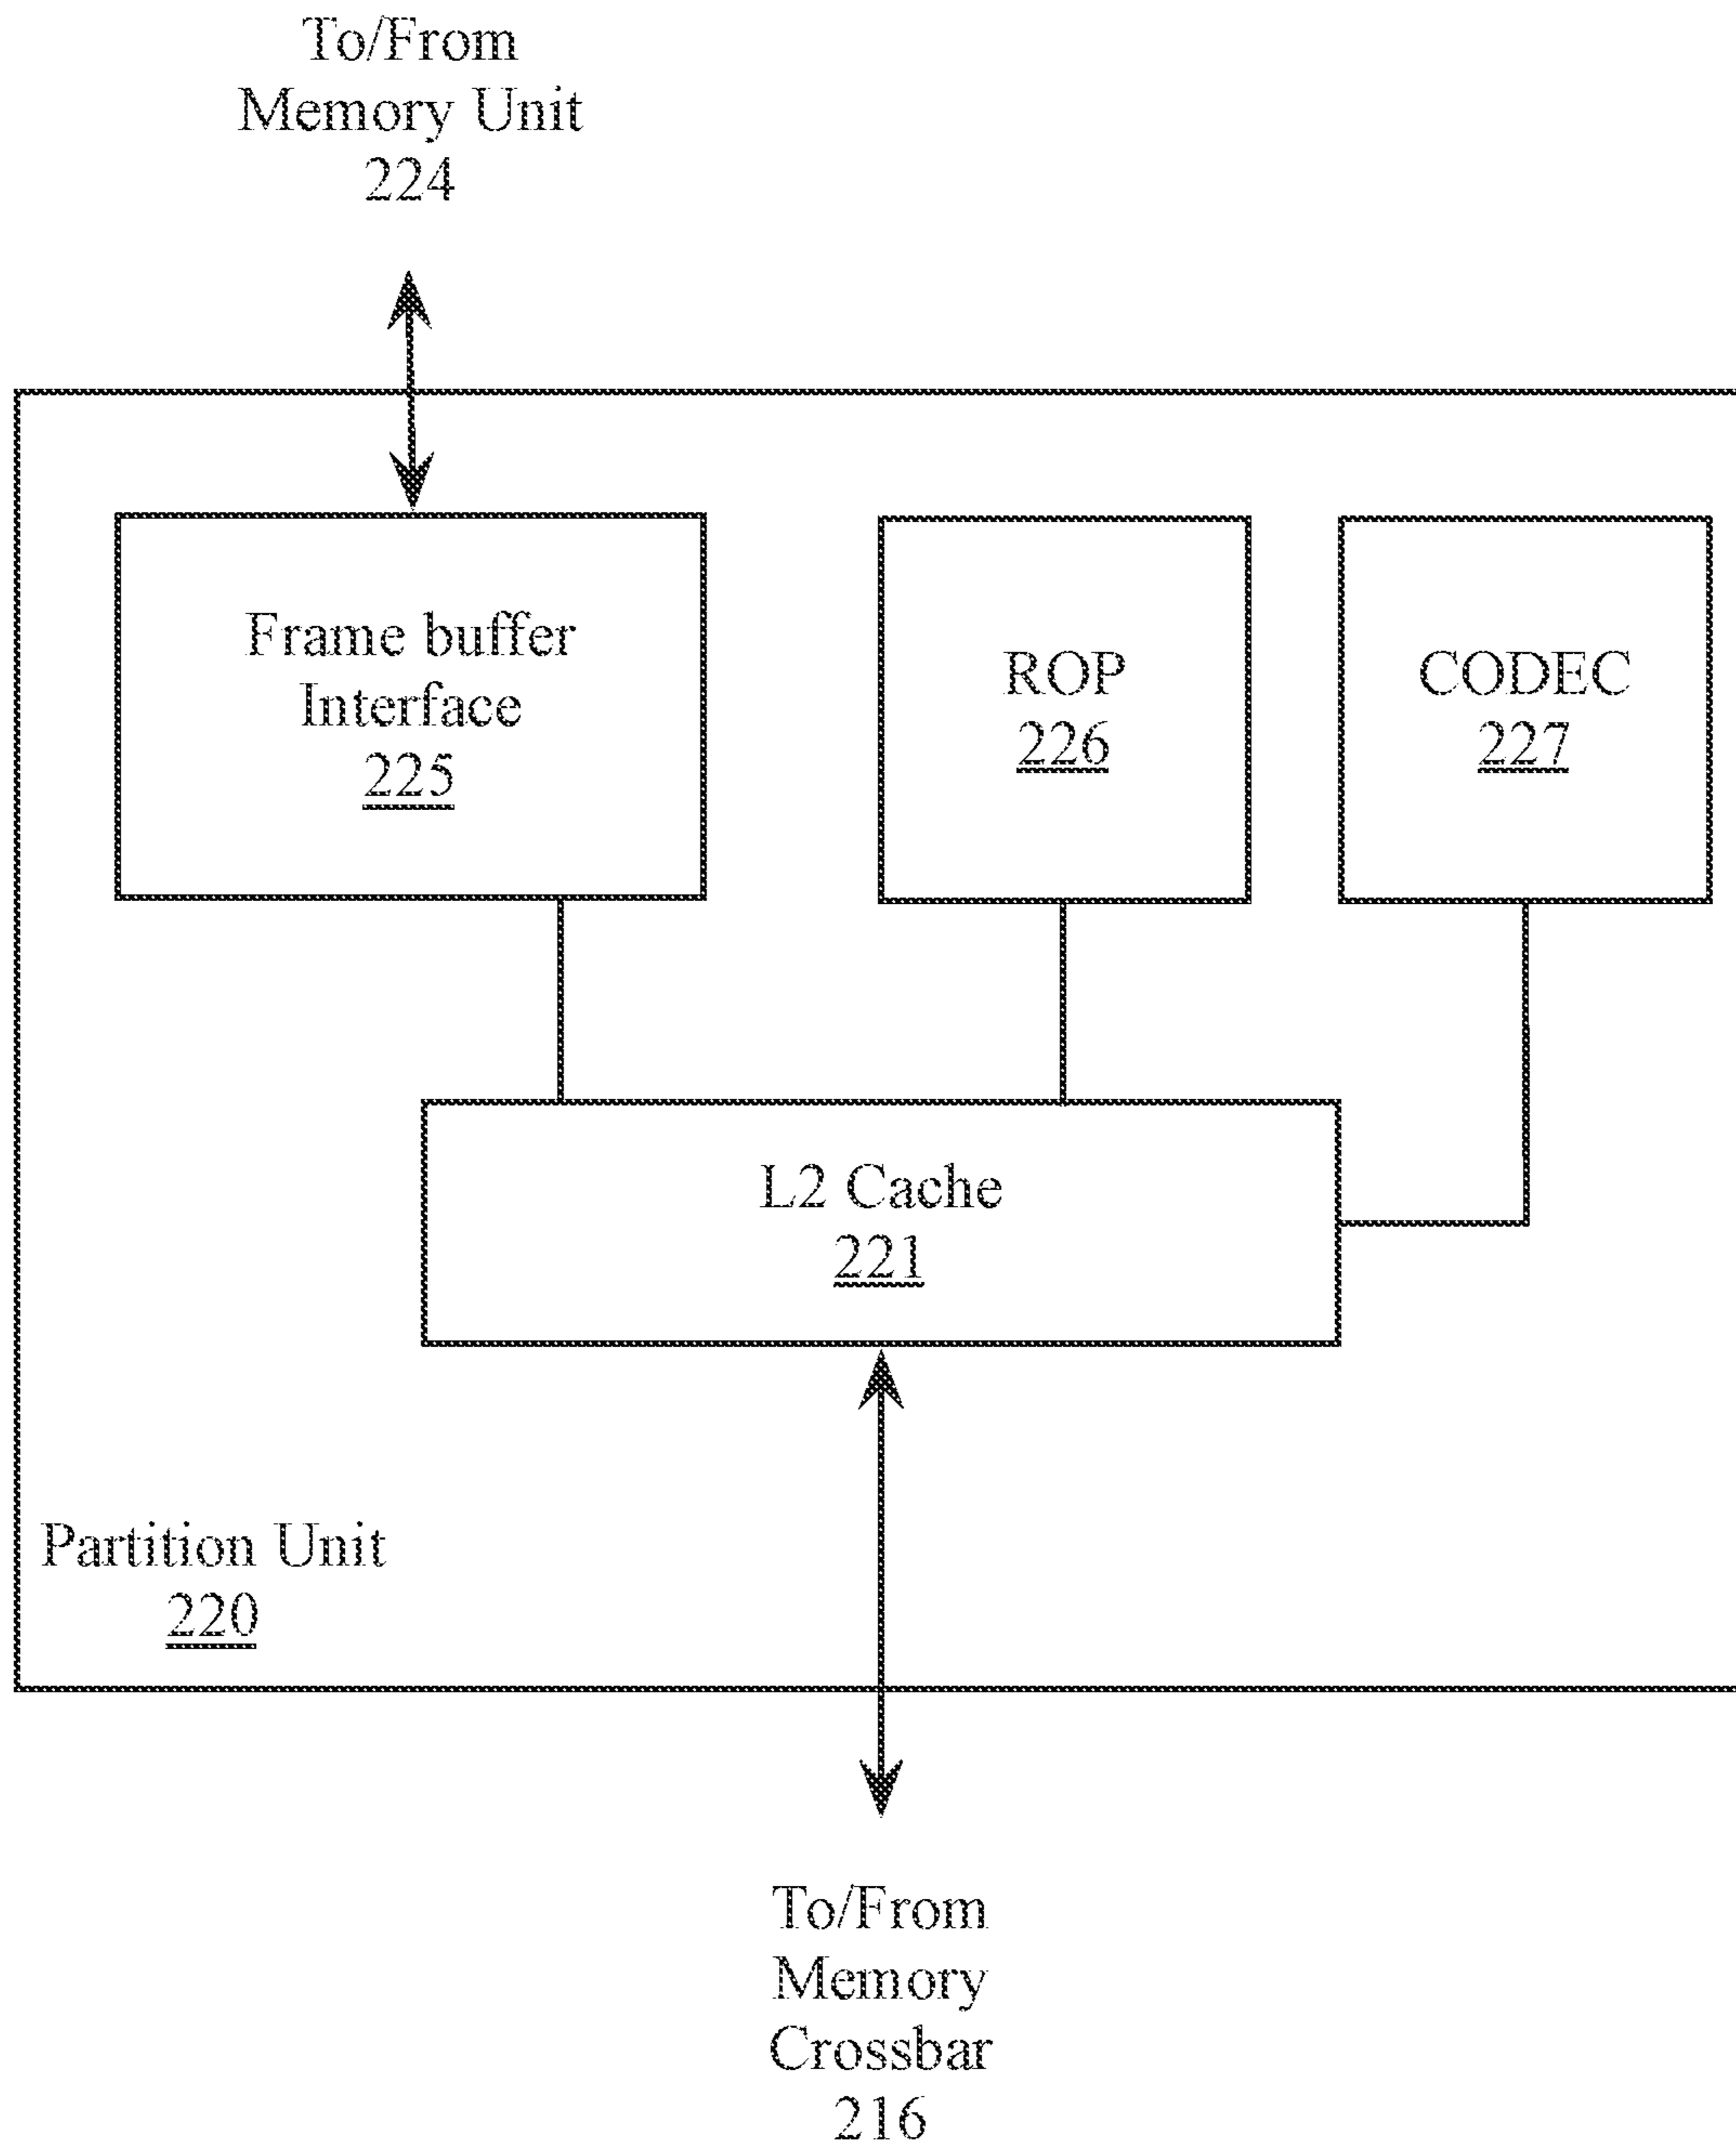 To/From
Memory Unit
224
Frame buffer
Interface
225
ROP
226
CODEC
227
L2 Cache
221
Partition Unit
220
To/From
Memory
Crossbar
216